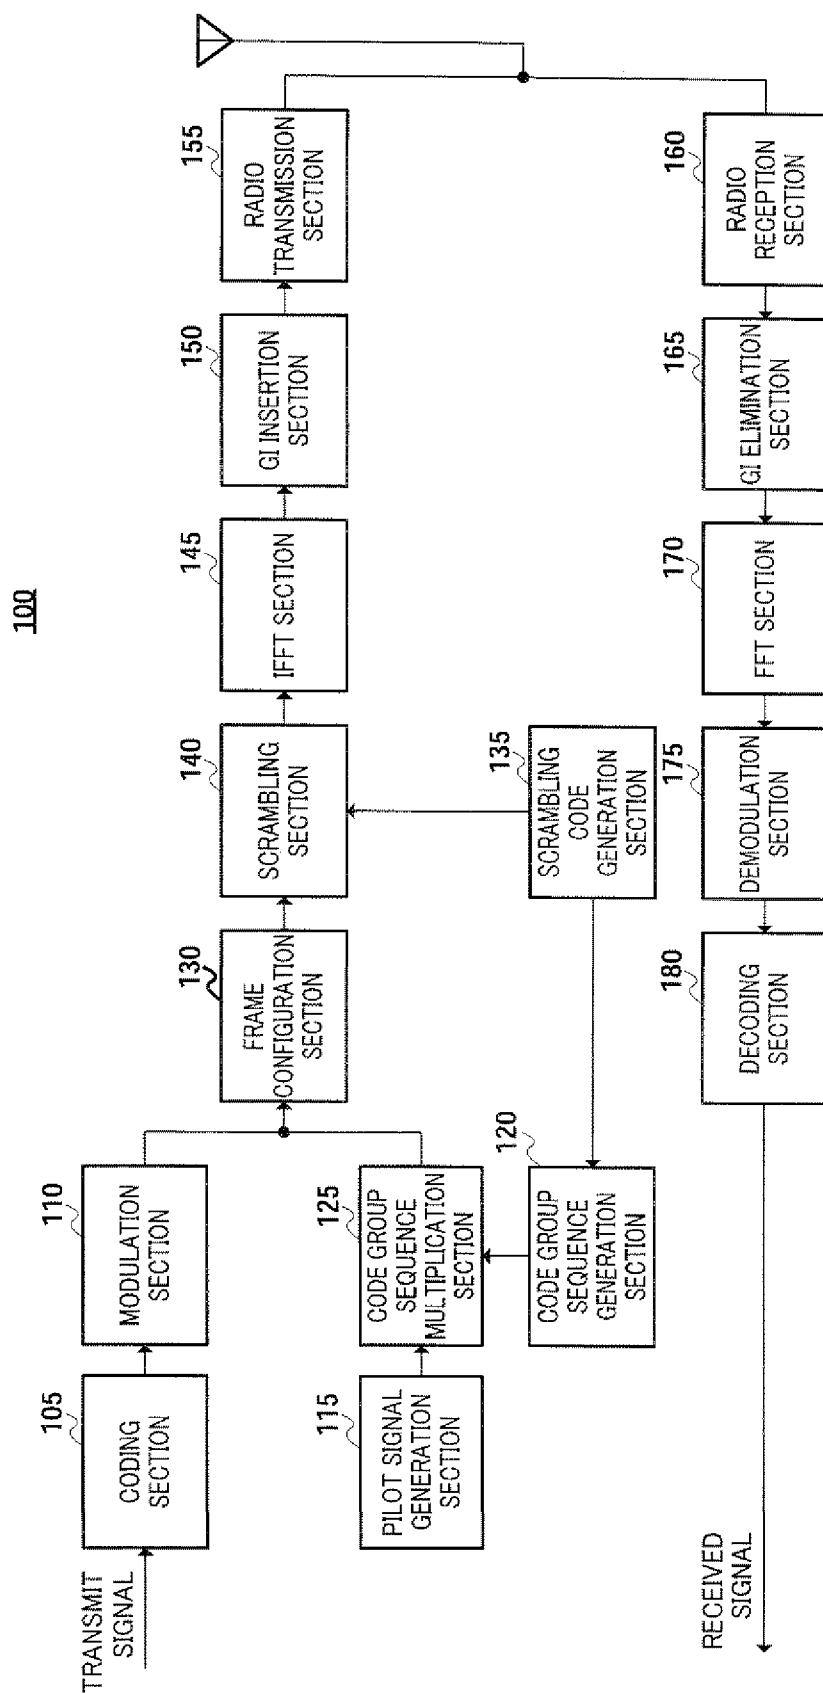 100
TRANSMIT
SIGNAL
105
CODING
SECTION
110
MODULATION
SECTION
115
PILOT SIGNAL
GENERATION
SECTION
125
CODE GROUP
SEQUENCE
MULTIPLICATION
SECTION
120
CODE GROUP
SEQUENCE
GENERATION
SECTION
130
FRAME
CONFIGURATION
SECTION
140
SCRAMBLING
SECTION
135
SCRAMBLING
CODE
GENERATION
SECTION
145
IFFT SECTION
150
GI INSERTION
SECTION
155
RADIO
TRANSMISSION
SECTION
160
RADIO
RECEPTION
SECTION
165
GI ELIMINATION
SECTION
170
FFT SECTION
175
DEMODULATION
SECTION
180
DECODING
SECTION
RECEIVED
SIGNAL